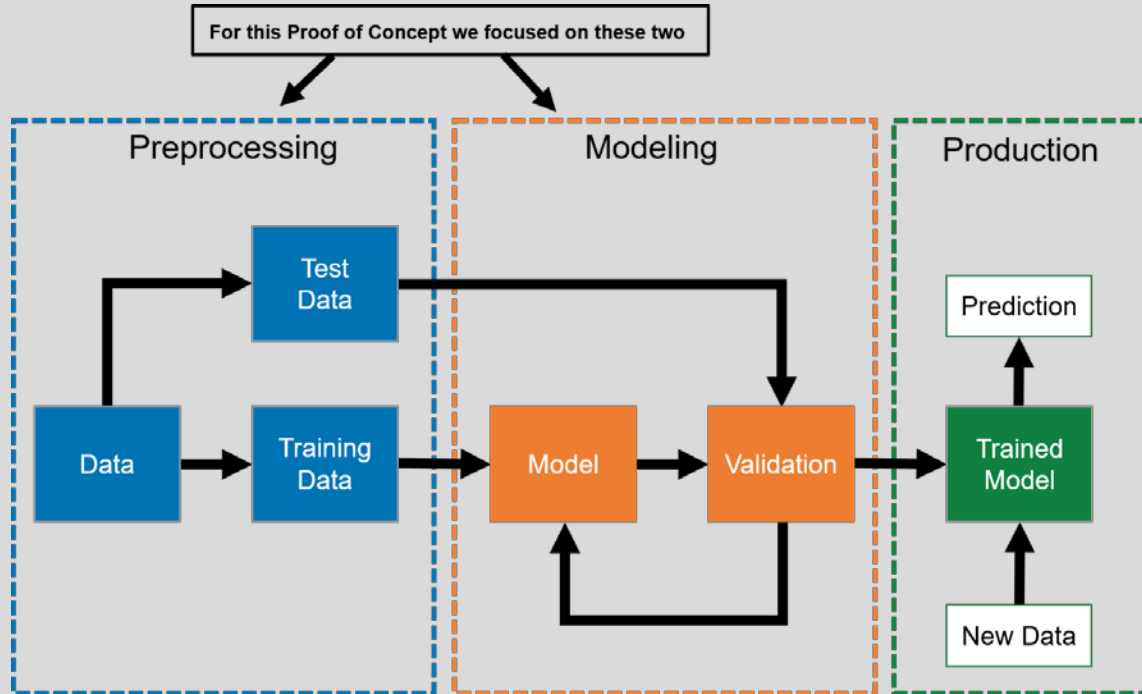 For this Proof of Concept we focused on these two
Preprocessing
Modeling
Production
Test
Data
Prediction
Data
Training
Data
Model
Validation
Trained
Model
New Data